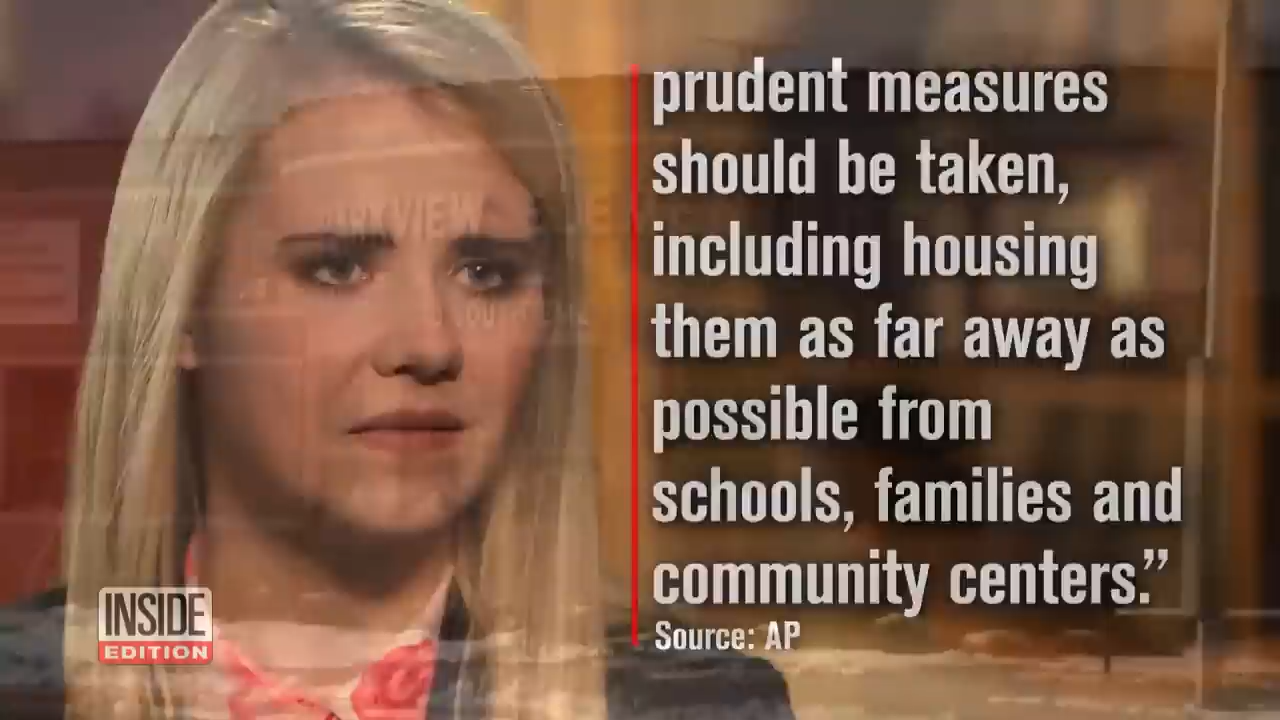 prudent measures
should be taken,
including housing
them as far away as
possible from
schools, families and
community centers.”
Source: AP
INSIDE
EDITION